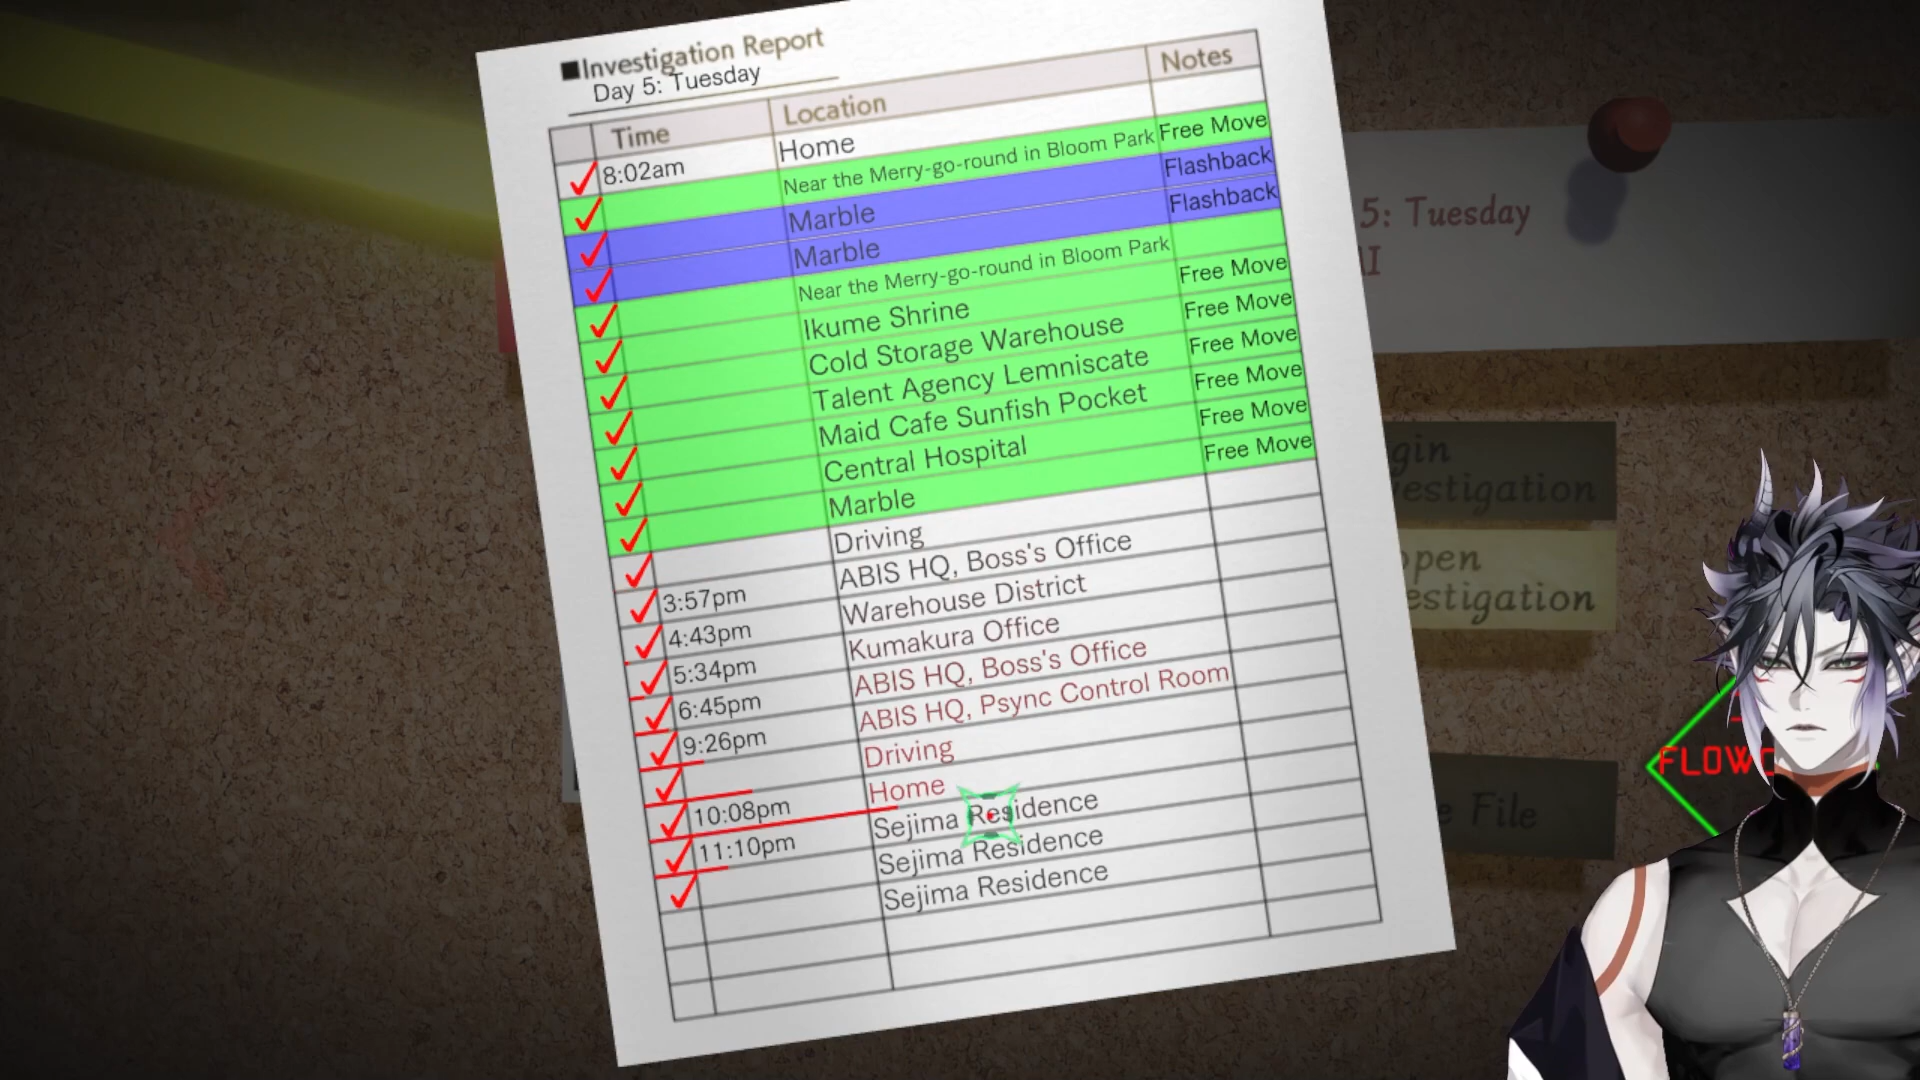 ■Investigation Report
Day 5: Tuesday
Time Location Notes
8:02am Home
Near the Merry-go-round in Bloom Park Free Move
Marble Flashback
Marble Flashback
Near the Merry-go-round in Bloom Park
Ikume Shrine Free Move
Cold Storage Warehouse Free Move
Talent Agency Lemniscate Free Move
Maid Cafe Sunfish Pocket Free Move
Central Hospital Free Move
Marble Free Move
Driving
3:57pm ABIS HQ, Boss's Office
4:43pm Warehouse District
5:34pm Kumakura Office
6:45pm ABIS HQ, Boss's Office
9:26pm ABIS HQ, Psync Control Room
Driving
10:08pm Home
11:10pm Sejima Residence
Sejima Residence
Sejima Residence
5: Tuesday
gin
estigation
pen
estigation
e File
FLOW